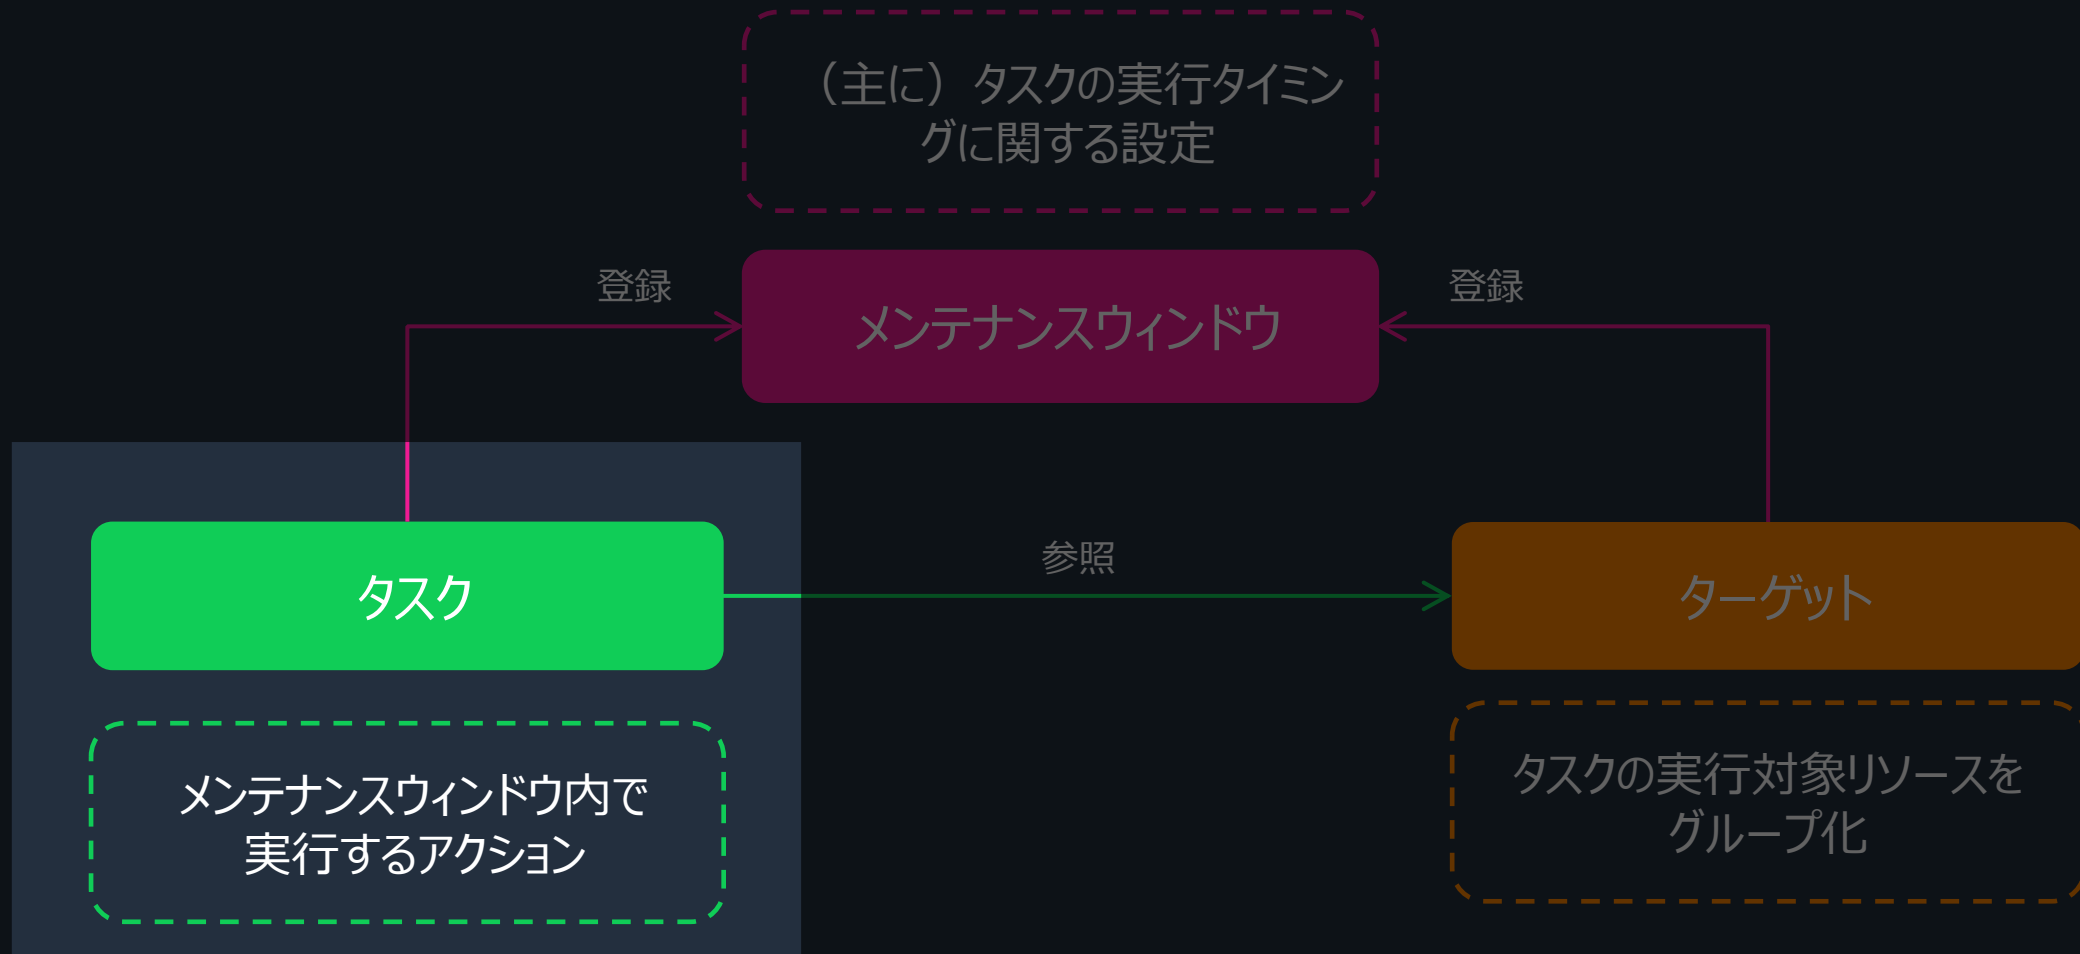 （主に）タスクの実行タイミン
グに関する設定
登録
メンテナンスウィンドウ
登録
タスク
参照
ターゲット
メンテナンスウィンドウ内で
実行するアクション
タスクの実行対象リソースを
グループ化